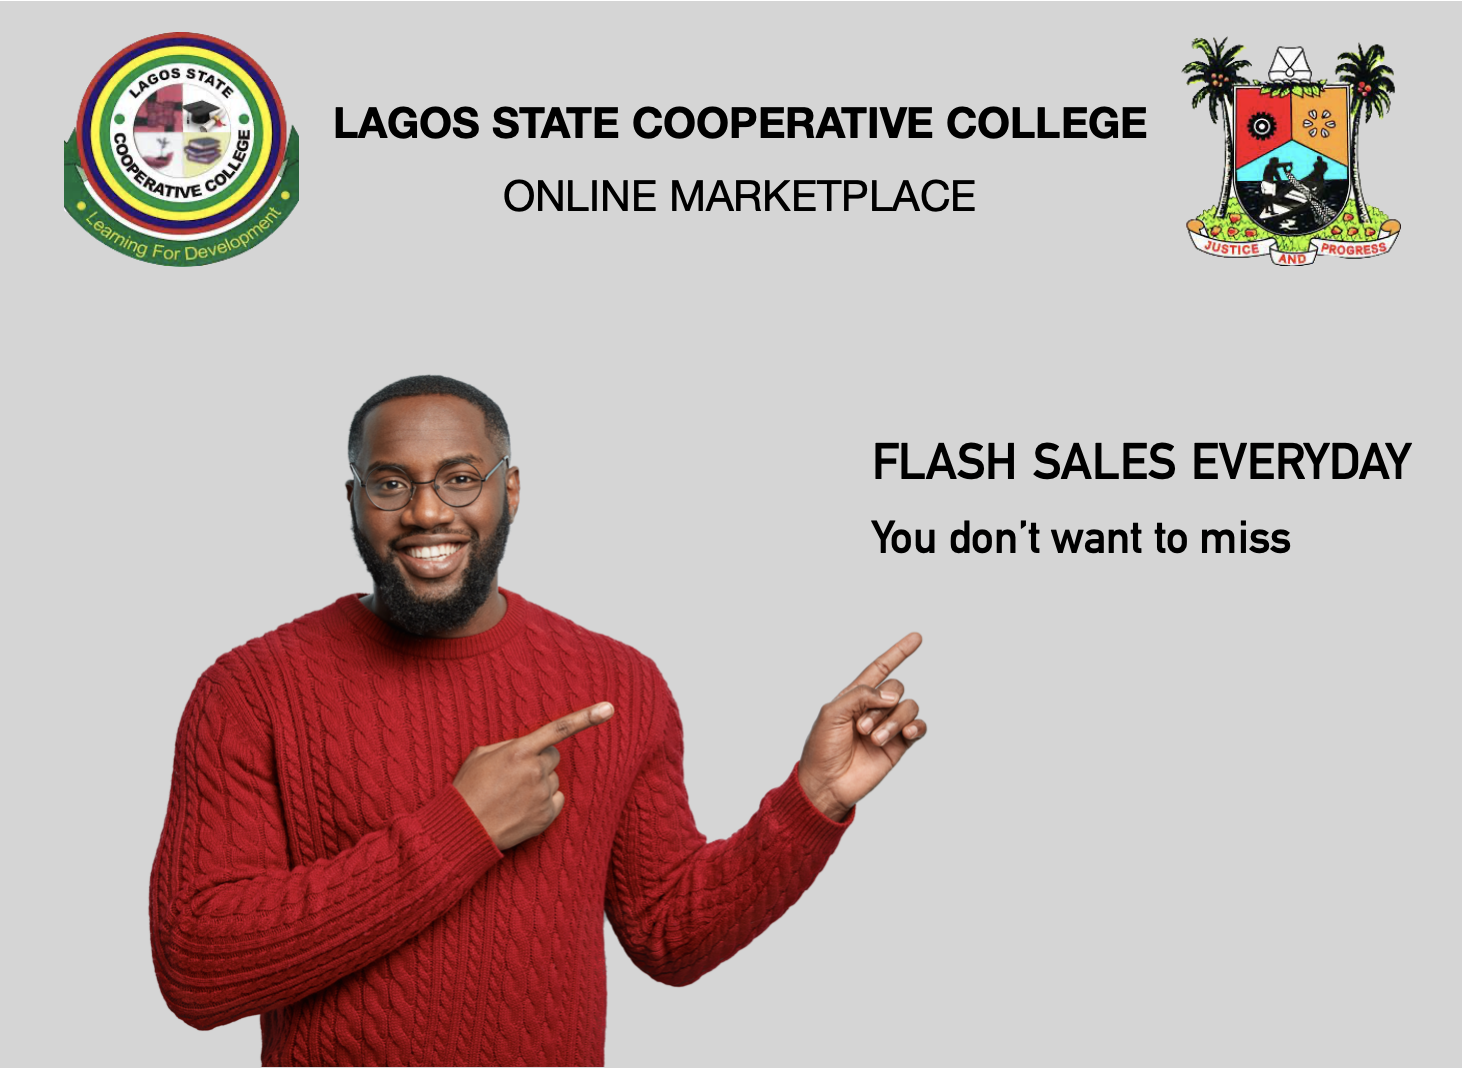 LAGOS STATE
COOPERATIVE COLLEGE
Learning For Development
LAGOS STATE COOPERATIVE COLLEGE
ONLINE MARKETPLACE
JUSTICE AND PROGRESS
FLASH SALES EVERYDAY
You don’t want to miss